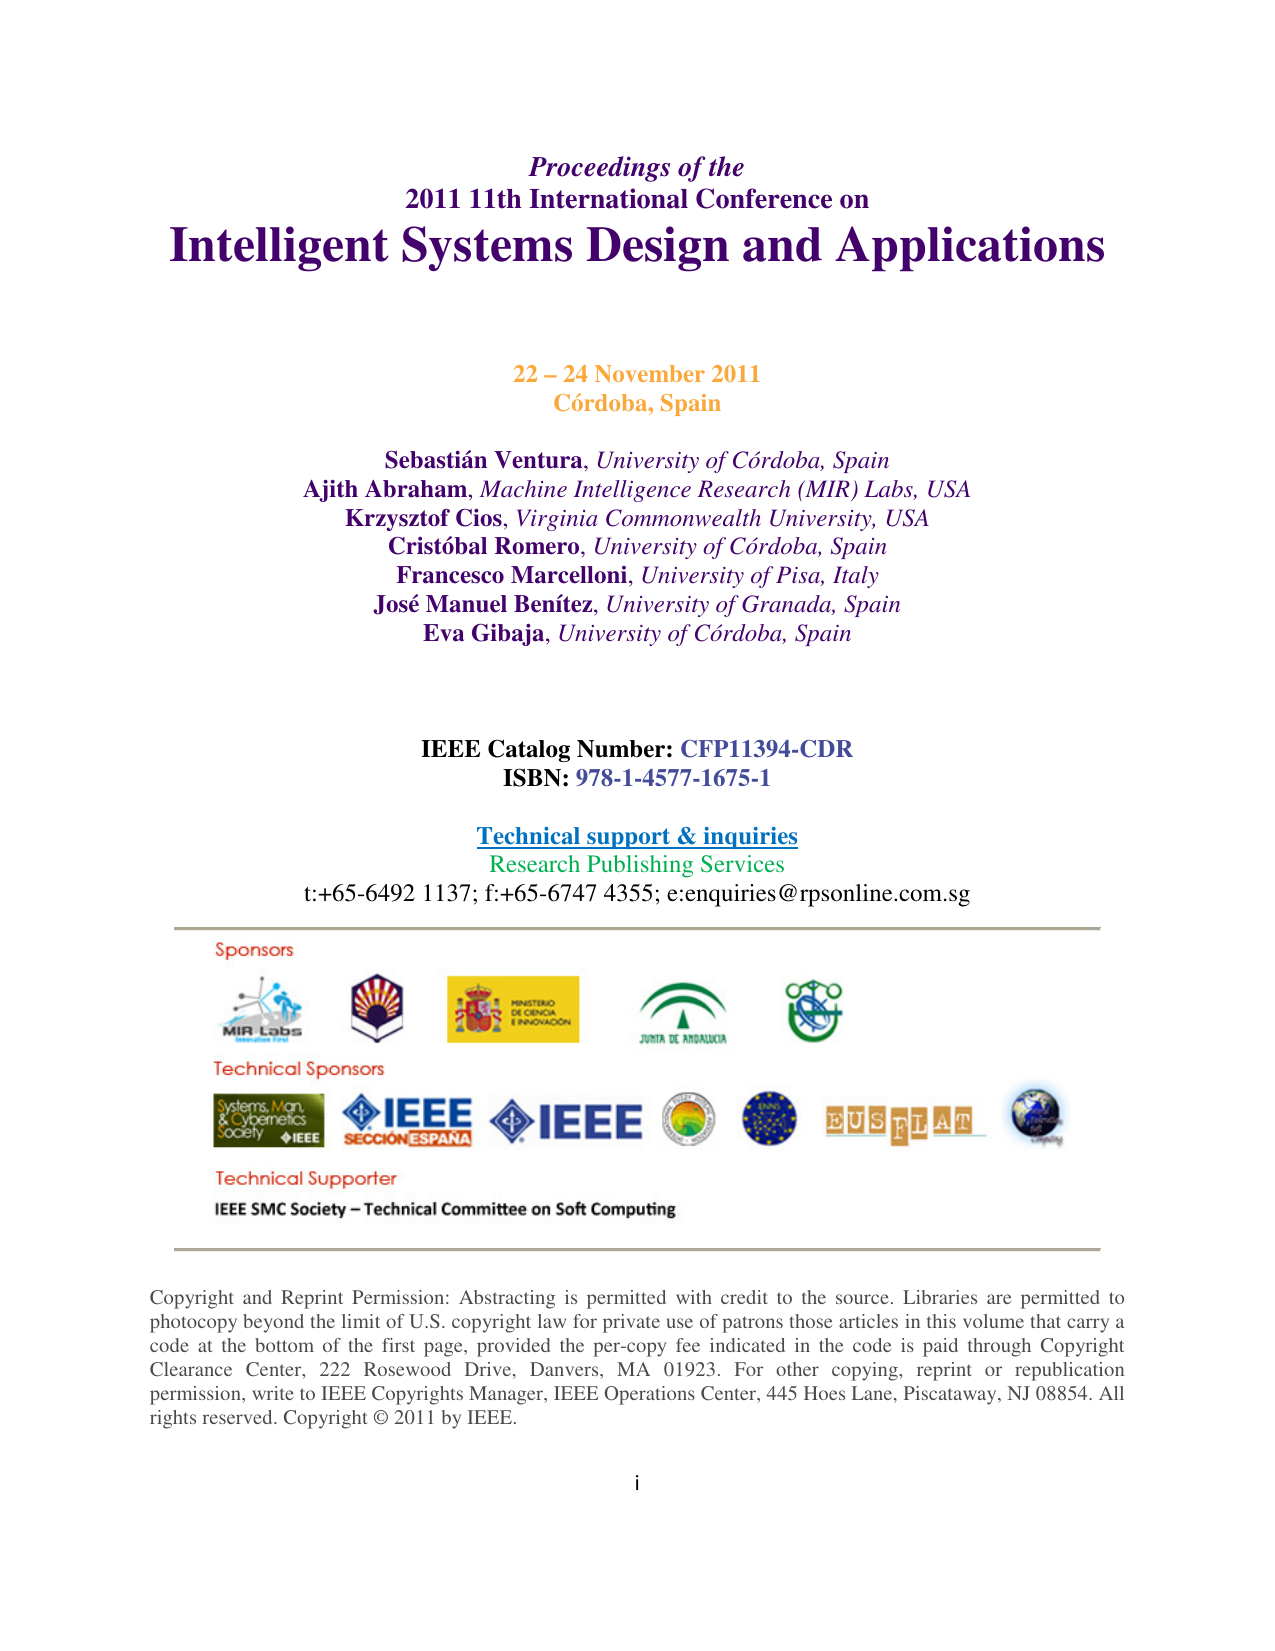 Proceedings of the
2011 11th International Conference on
Intelligent Systems Design and Applications
22 – 24 November 2011
Córdoba, Spain
Sebastián Ventura, University of Córdoba, Spain
Ajith Abraham, Machine Intelligence Research (MIR) Labs, USA
Krzysztof Cios, Virginia Commonwealth University, USA
Cristóbal Romero, University of Córdoba, Spain
Francesco Marcelloni, University of Pisa, Italy
José Manuel Benítez, University of Granada, Spain
Eva Gibaja, University of Córdoba, Spain
IEEE Catalog Number: CFP11394-CDR
ISBN: 978-1-4577-1675-1
Technical support & inquiries
Research Publishing Services
t:+65-6492 1137; f:+65-6747 4355; e:enquiries@rpsonline.com.sg
Sponsors
MIR Labs
Innovation First
MINISTERIO
DE CIENCIA
E INNOVACIÓN
JUNTA DE ANDALUCIA
Technical Sponsors
Systems, Man,
& Cybernetics
Society IEEE
IEEE
SECCIÓN ESPAÑA
IEEE
ENNS
EUSFLAT
Technical Supporter
IEEE SMC Society – Technical Committee on Soft Computing
Copyright and Reprint Permission: Abstracting is permitted with credit to the source. Libraries are permitted to
photocopy beyond the limit of U.S. copyright law for private use of patrons those articles in this volume that carry a
code at the bottom of the first page, provided the per-copy fee indicated in the code is paid through Copyright
Clearance Center, 222 Rosewood Drive, Danvers, MA 01923. For other copying, reprint or republication
permission, write to IEEE Copyrights Manager, IEEE Operations Center, 445 Hoes Lane, Piscataway, NJ 08854. All
rights reserved. Copyright © 2011 by IEEE.
i